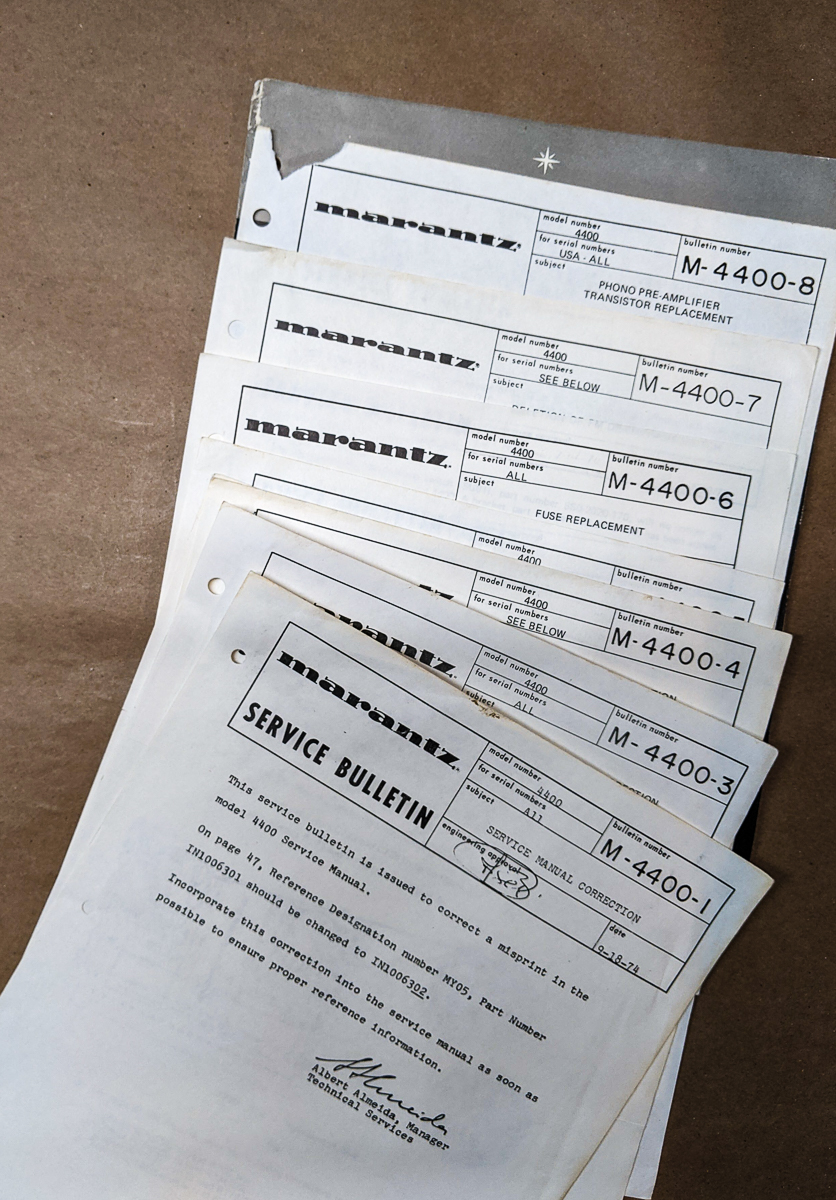 marantz
model number
4400
for serial numbers
USA - ALL
subject
PHONO PRE-AMPLIFIER
TRANSISTOR REPLACEMENT
bulletin number
M-4400-8
marantz
model number
4400
for serial numbers
SEE BELOW
subject
bulletin number
M-4400-7
marantz
model number
4400
for serial numbers
ALL
subject
FUSE REPLACEMENT
bulletin number
M-4400-6
model number
4400
bulletin number
model number
4400
for serial numbers
SEE BELOW
bulletin number
M-4400-4
marantz
model number
4400
for serial numbers
ALL
subject
bulletin number
M-4400-3
marantz
SERVICE BULLETIN
model number
4400
for serial numbers
All
subject
SERVICE MANUAL CORRECTION
bulletin number
M-4400-1
engineering approval
date
9-18-74
This service bulletin is issued to correct a misprint in the
model 4400 Service Manual.
On page 47, Reference Designation number MY05, Part Number
IN1006301 should be changed to IN1006302.
Incorporate this correction into the service manual as soon as
possible to ensure proper reference information.
Albert Almeida, Manager
Technical Services